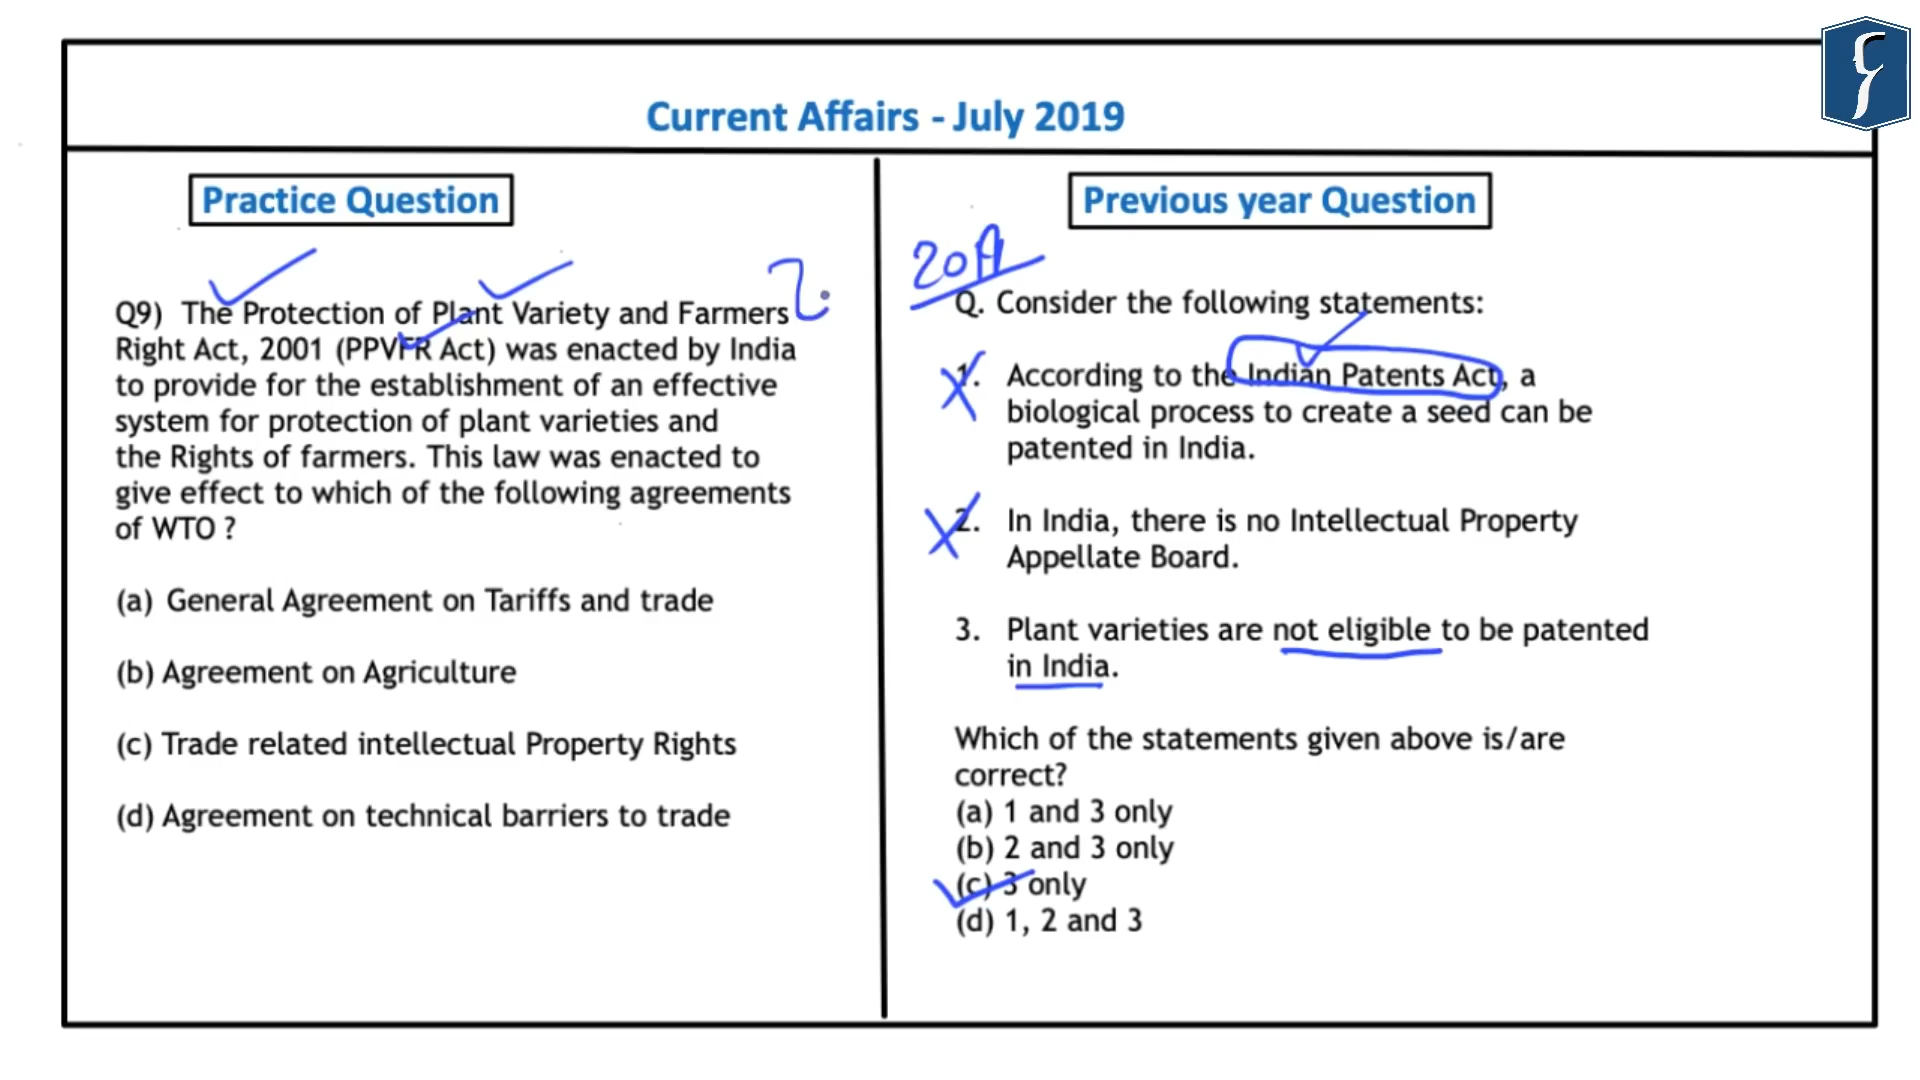 Current Affairs - July 2019
Practice Question
Q9) The Protection of Plant Variety and Farmers
Right Act, 2001 (PPVFR Act) was enacted by India
to provide for the establishment of an effective
system for protection of plant varieties and
the Rights of farmers. This law was enacted to
give effect to which of the following agreements
of WTO ?
(a) General Agreement on Tariffs and trade
(b) Agreement on Agriculture
(c) Trade related intellectual Property Rights
(d) Agreement on technical barriers to trade
Previous year Question
Q. Consider the following statements:
1. According to the Indian Patents Act, a
biological process to create a seed can be
patented in India.
2. In India, there is no Intellectual Property
Appellate Board.
3. Plant varieties are not eligible to be patented
in India.
Which of the statements given above is/are
correct?
(a) 1 and 3 only
(b) 2 and 3 only
(c) 3 only
(d) 1, 2 and 3